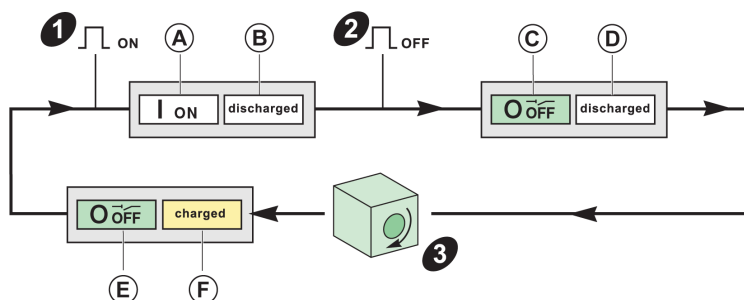 1 ON A B 2 OFF C D
I ON discharged O OFF discharged
O OFF charged
3
E F